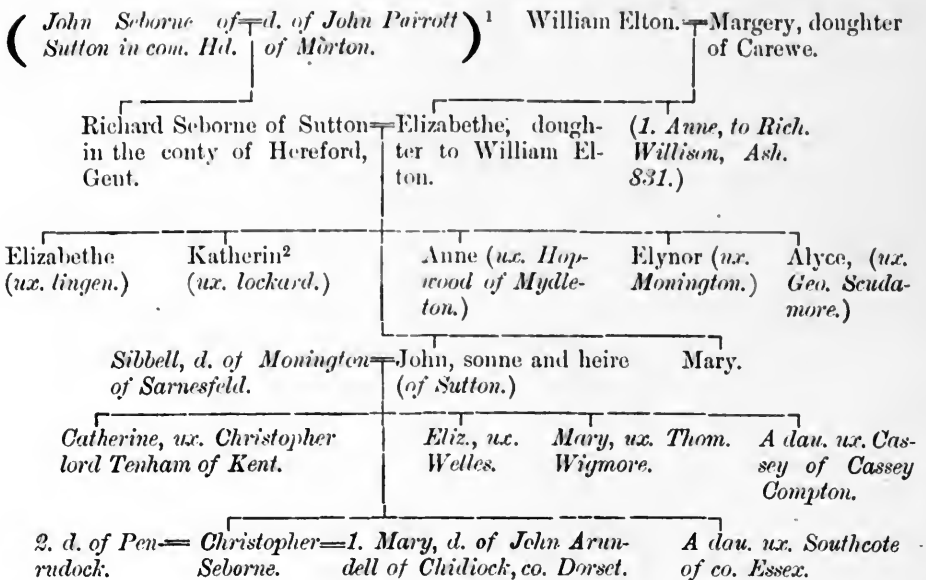 ( John Seborne of = d. of John Parrott ) 1 William Elton. = Margery, doughter
Sutton in com. Hd. of Morton. of Carewe.
Richard Seborne of Sutton = Elizabethe, dough- (1. Anne, to Rich.
in the conty of Hereford, ter to William El- Willison, Ash.
Gent. ton. 831.)
Elizabethe Katherin2 Anne (ux. Hop- Elynor (ux. Alyce, (ux.
(ux. lingen.) (ux. lockard.) wood of Mydle- Monington.) Geo. Scuda-
ton.) more.)
Sibbell, d. of Monington = John, sonne and heire Mary.
of Sarnesfeld. (of Sutton.)
Catherine, ux. Christopher Eliz., ux. Mary, ux. Thom. A dau. ux. Cas-
lord Tenham of Kent. Welles. Wigmore. sey of Cassey
Compton.
2. d. of Pen- = Christopher = 1. Mary, d. of John Arun- A dau. ux. Southcote
rudock. Seborne. dell of Chidiock, co. Dorset. of co. Essex.